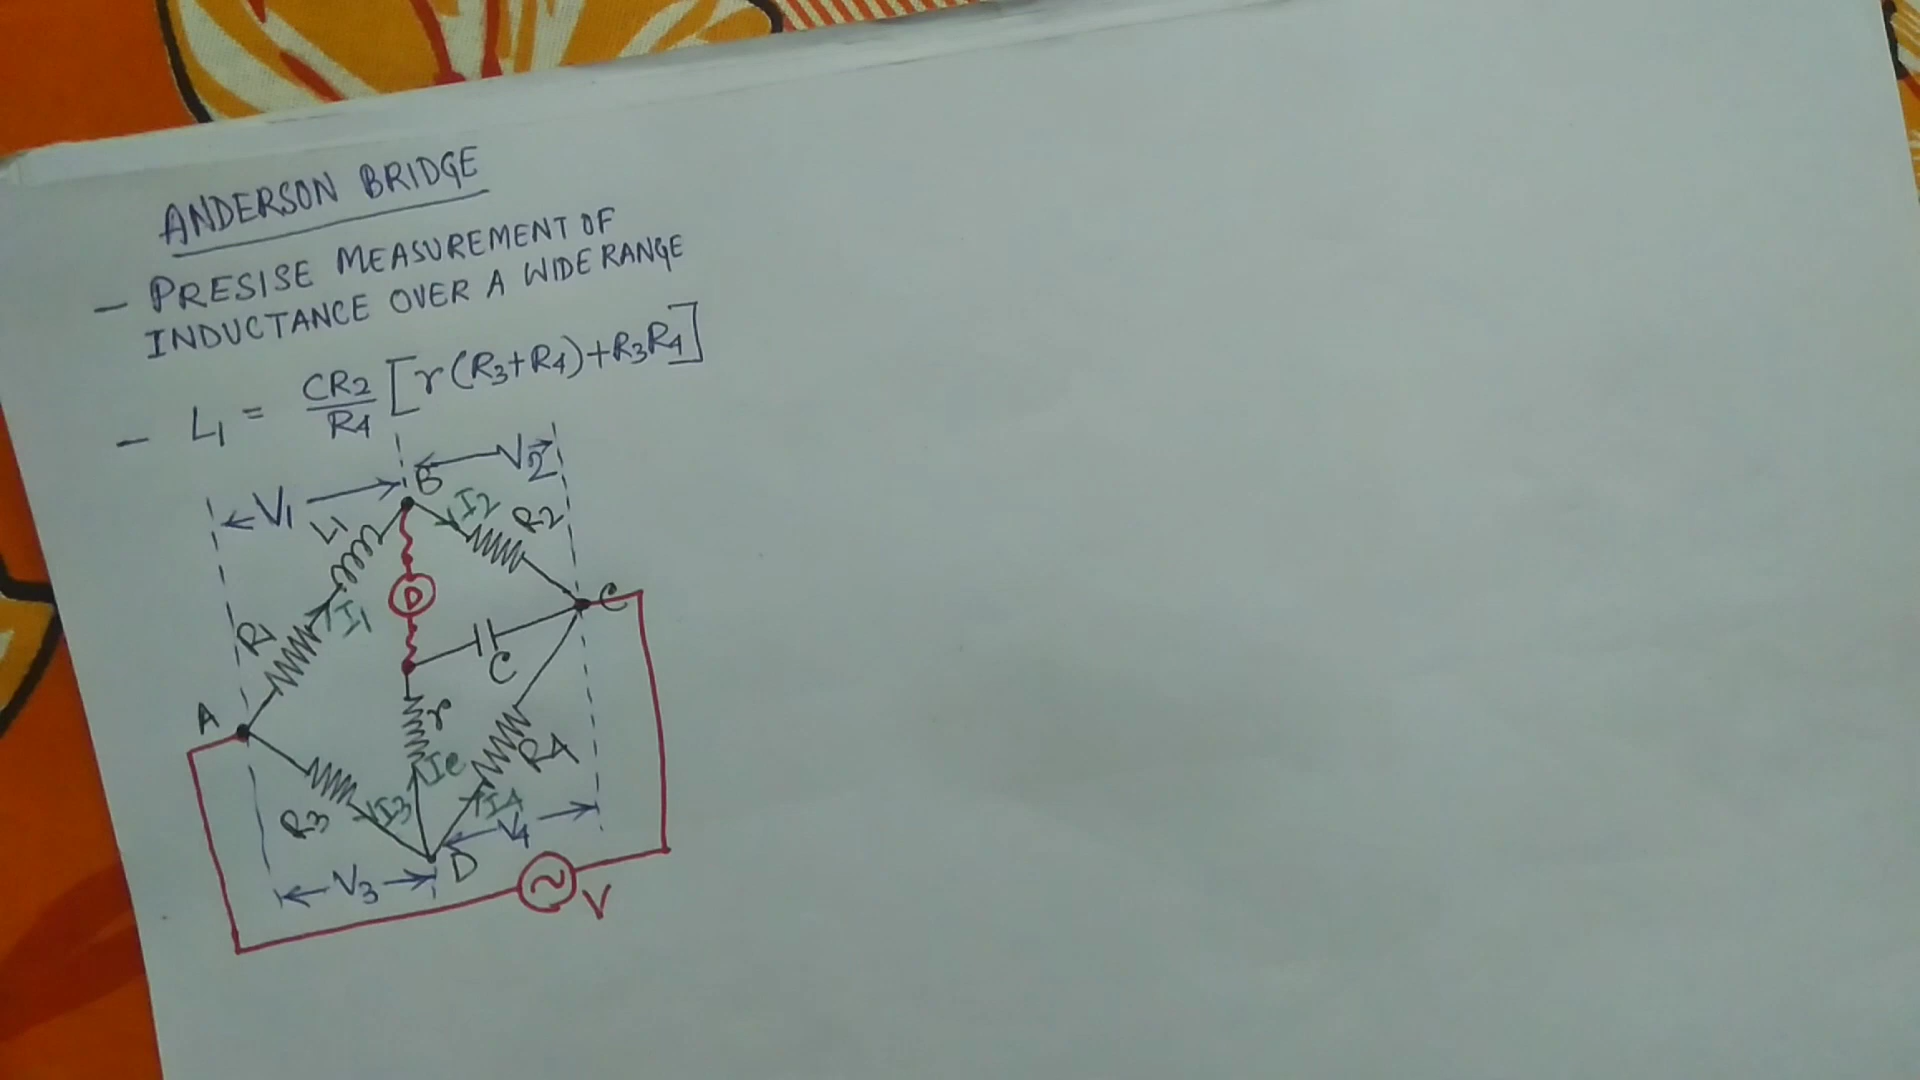 ANDERSON BRIDGE
- PRESISE MEASUREMENT OF
INDUCTANCE OVER A WIDE RANGE
- L1 = CR2/R4 [r(R3+R4)+R3R4]
V2
B
V1
I2
L1
R2
D
C
I1
R1
C
A
r
R4
Ic
I3
I4
R3
V4
D
V3
V